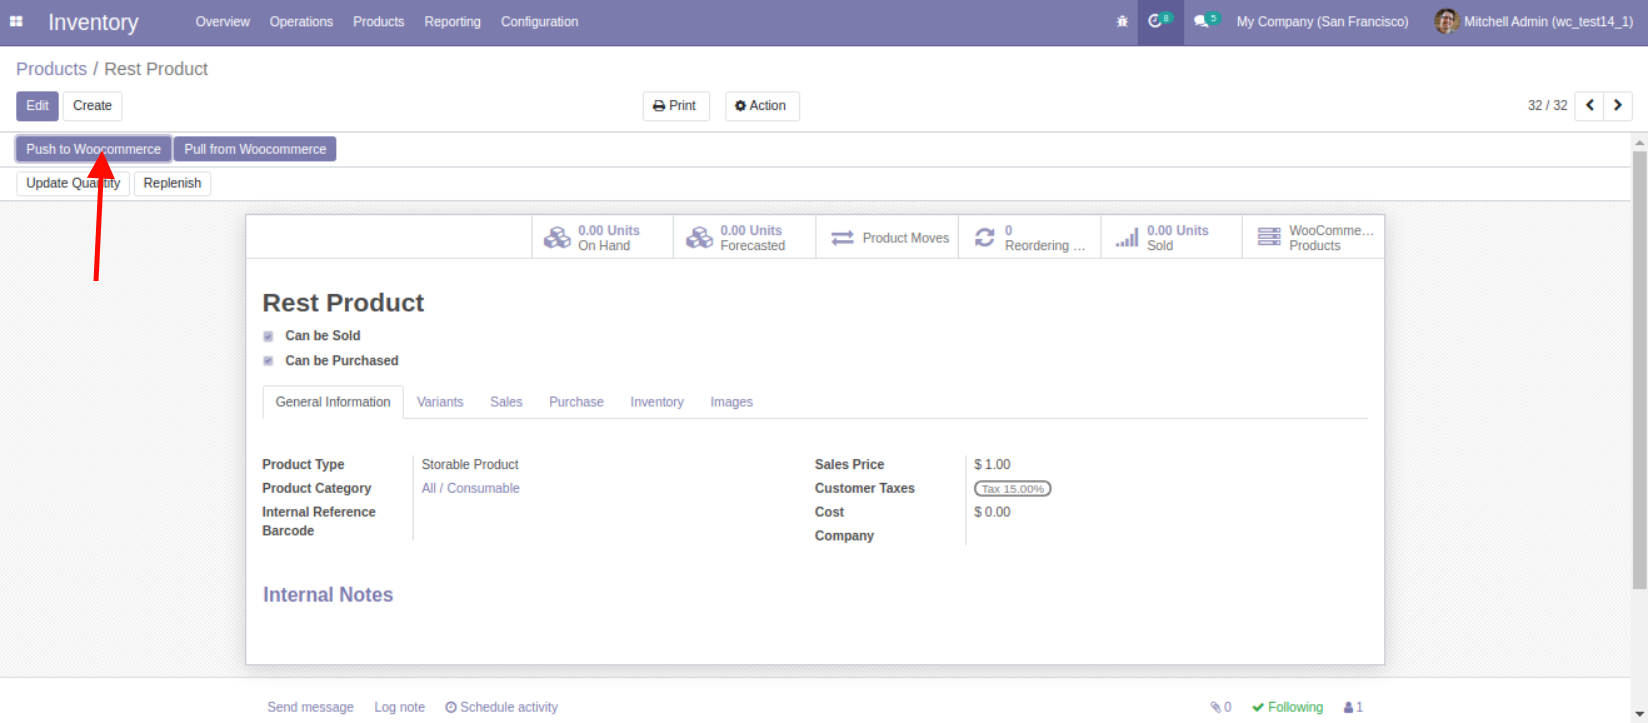 Inventory Overview Operations Products Reporting Configuration 8 5 My Company (San Francisco) Mitchell Admin (wc_test14_1)
Products / Rest Product
Edit Create Print Action 32 / 32
Push to Woocommerce Pull from Woocommerce
Update Quantity Replenish
0.00 Units
On Hand
0.00 Units
Forecasted
Product Moves
0
Reordering ...
0.00 Units
Sold
WooComme...
Products
Rest Product
Can be Sold
Can be Purchased
General Information Variants Sales Purchase Inventory Images
Product Type Storable Product
Product Category All / Consumable
Internal Reference
Barcode
Sales Price $ 1.00
Customer Taxes Tax 15.00%
Cost $ 0.00
Company
Internal Notes
Send message Log note Schedule activity 0 Following 1